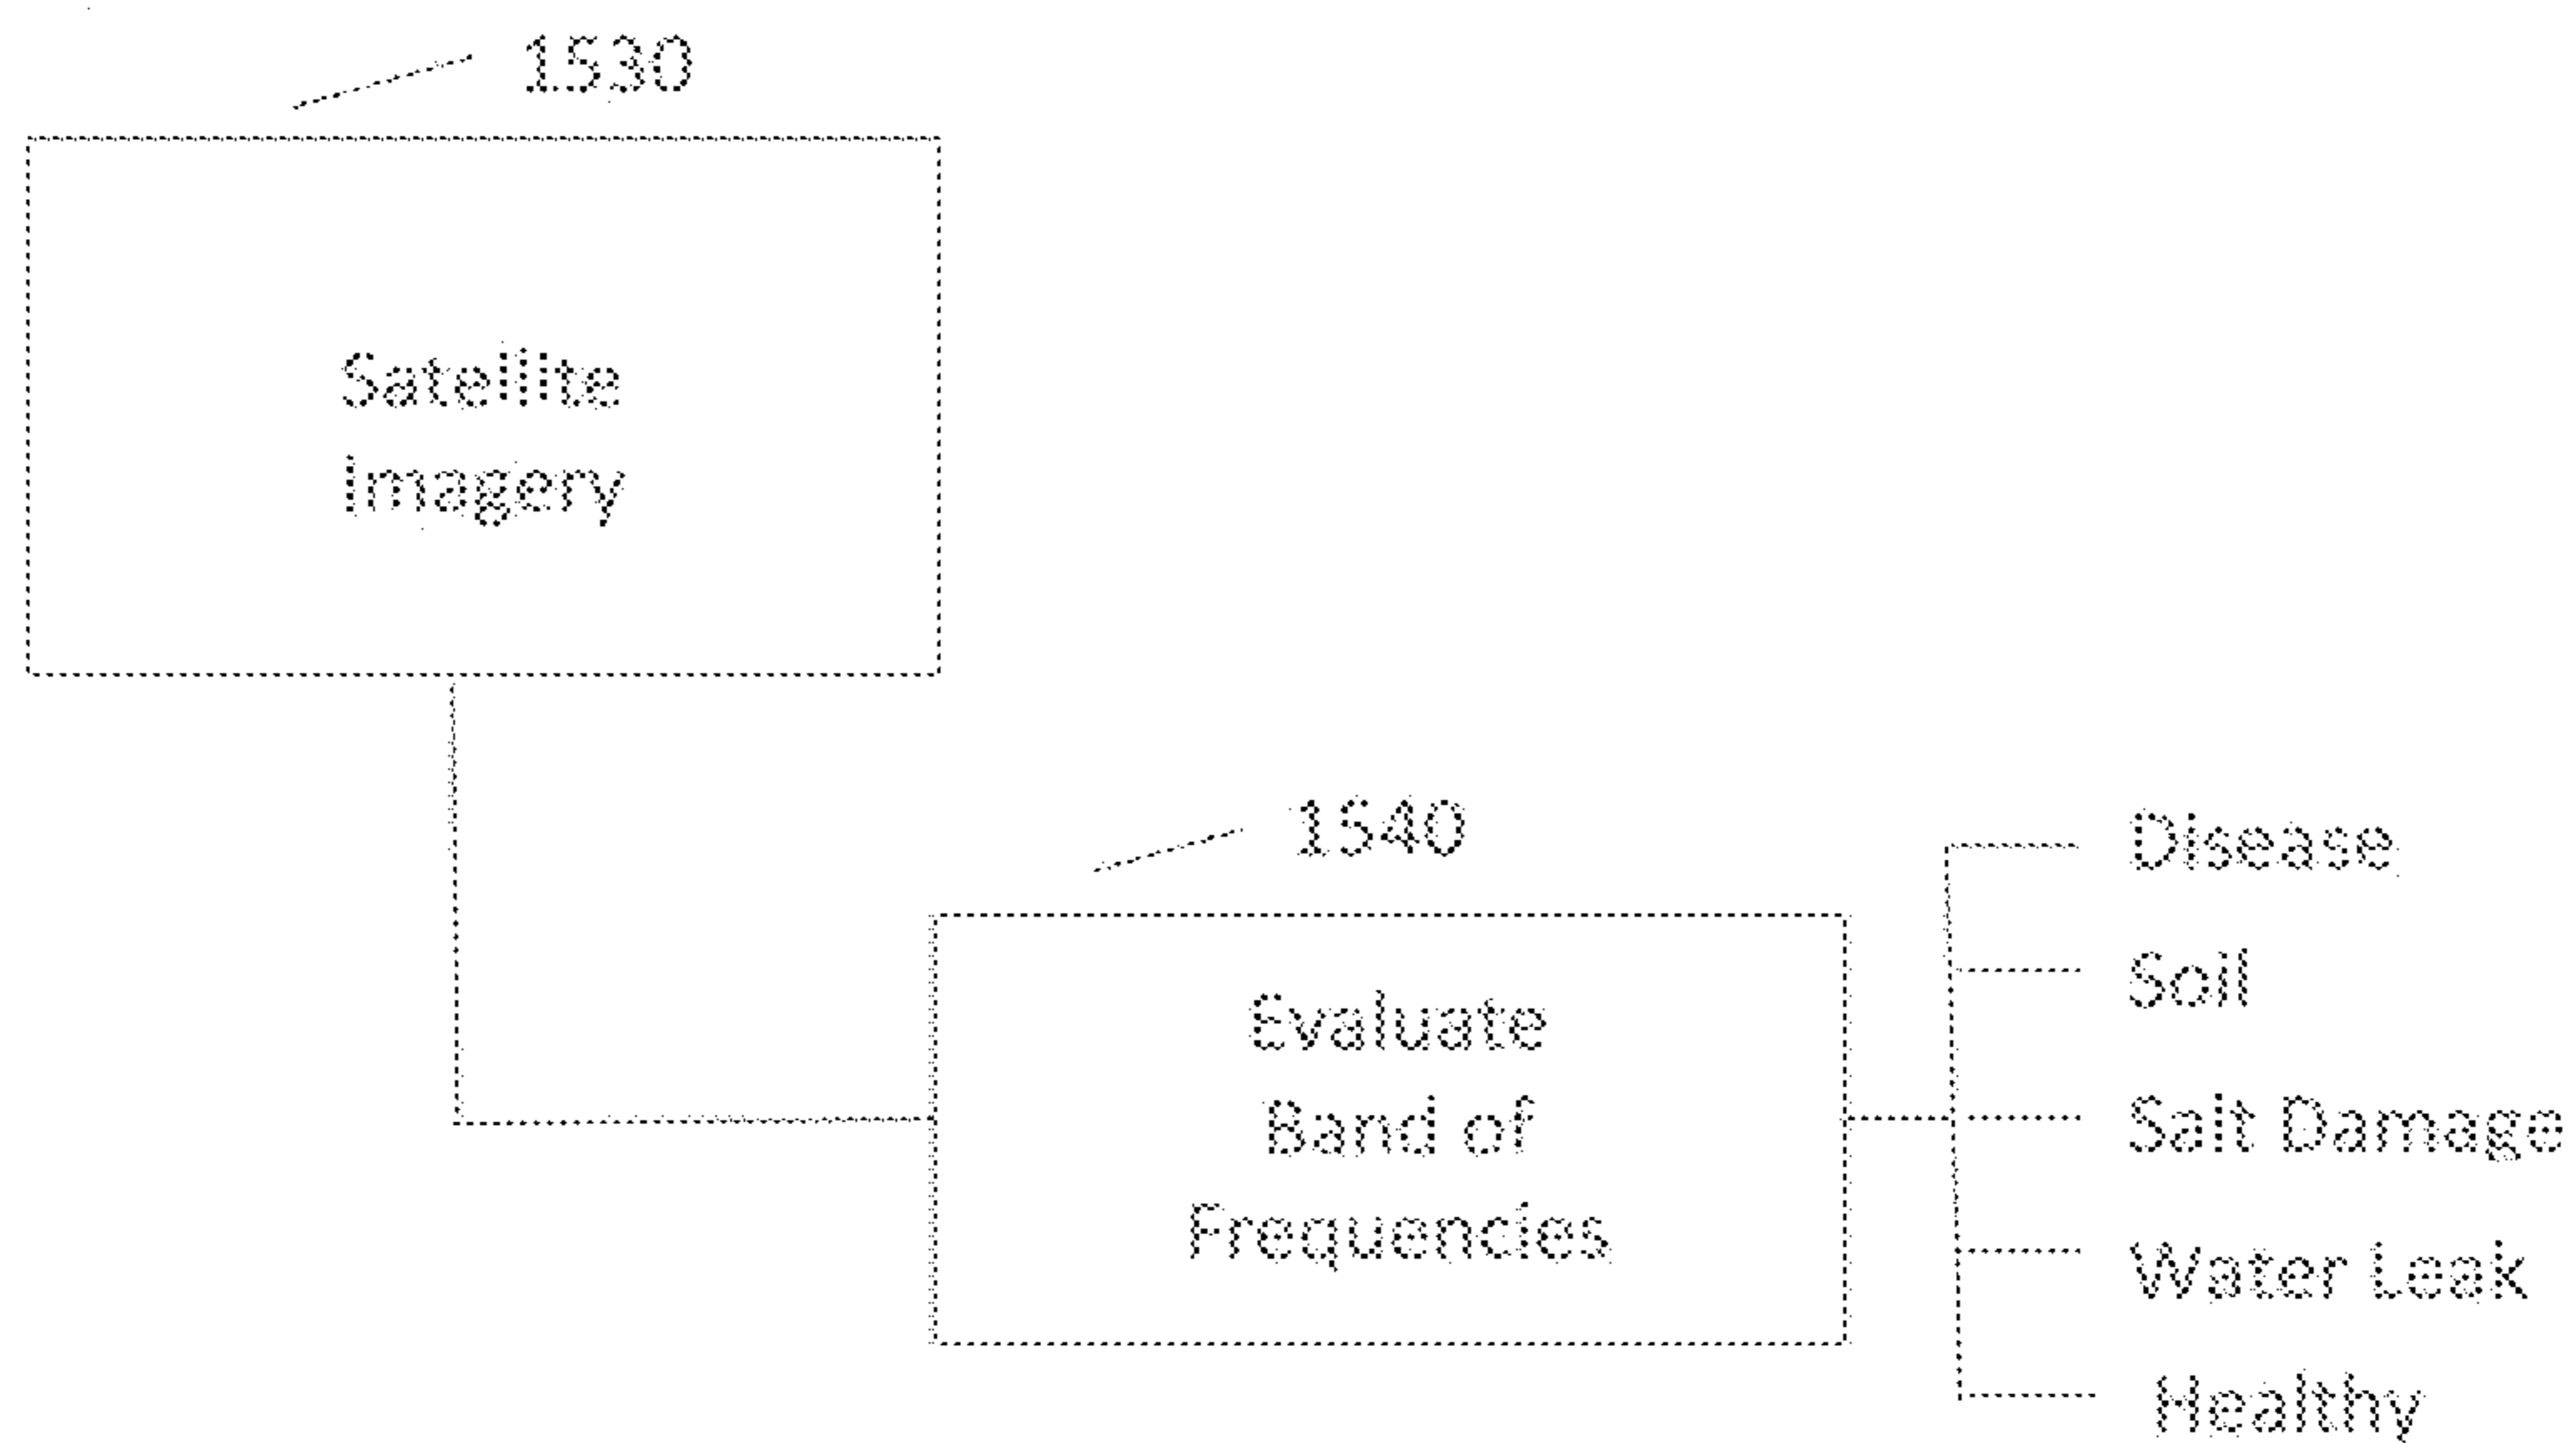 1530
Satellite
Imagery
1540
Evaluate
Band of
Frequencies
Disease
Soil
Salt Damage
Water Leak
Healthy